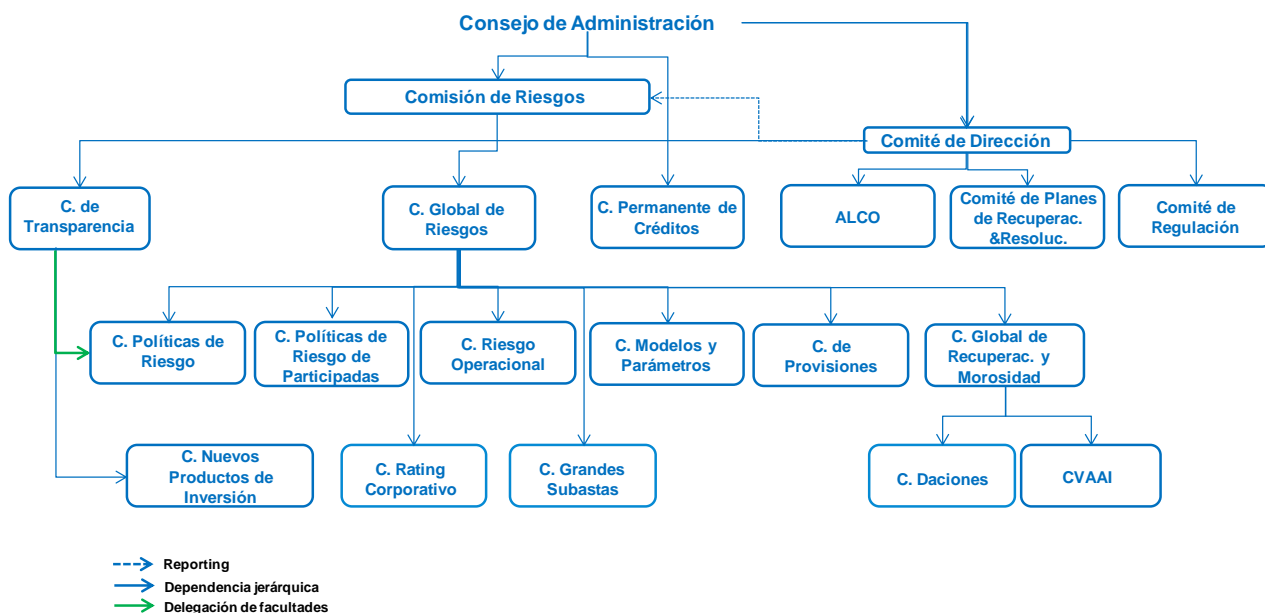 Consejo de Administración
Comisión de Riesgos
Comité de Dirección
C. de
Transparencia
C. Global de
Riesgos
C. Permanente de
Créditos
ALCO
Comité de Planes
de Recuperac.
&Resoluc.
Comité de
Regulación
C. Políticas de
Riesgo
C. Políticas de
Riesgo de
Participadas
C. Riesgo
Operacional
C. Modelos y
Parámetros
C. de
Provisiones
C. Global de
Recuperac. y
Morosidad
C. Nuevos
Productos de
Inversión
C. Rating
Corporativo
C. Grandes
Subastas
C. Daciones
CVAAI
Reporting
Dependencia jerárquica
Delegación de facultades